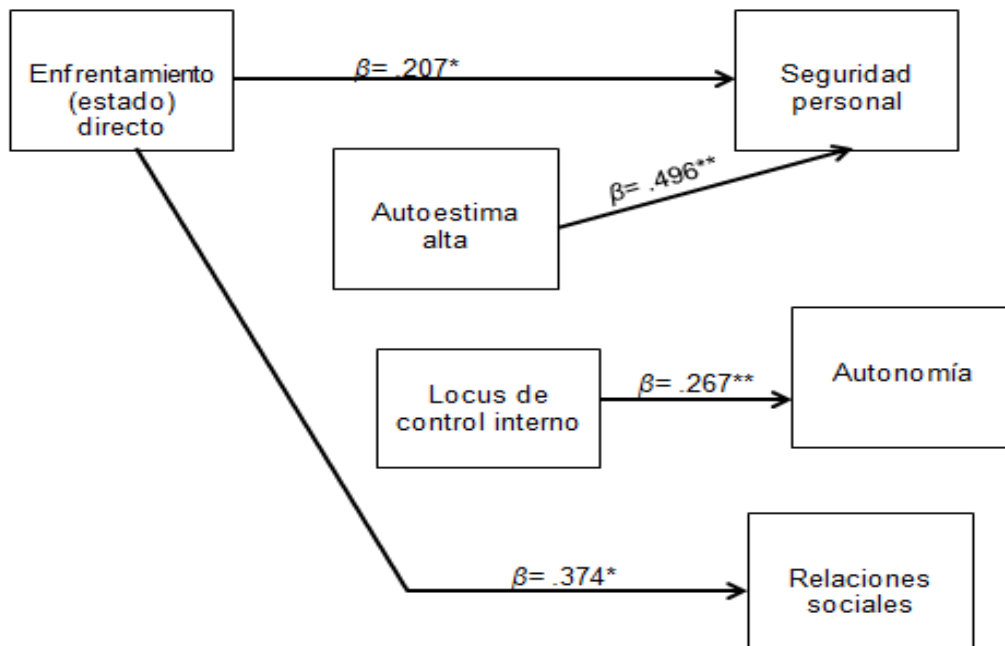 Enfrentamiento
(estado)
directo
β= .207*
Seguridad
personal
Autoestima
alta
β= .496**
Locus de
control interno
β= .267**
Autonomía
β= .374*
Relaciones
sociales